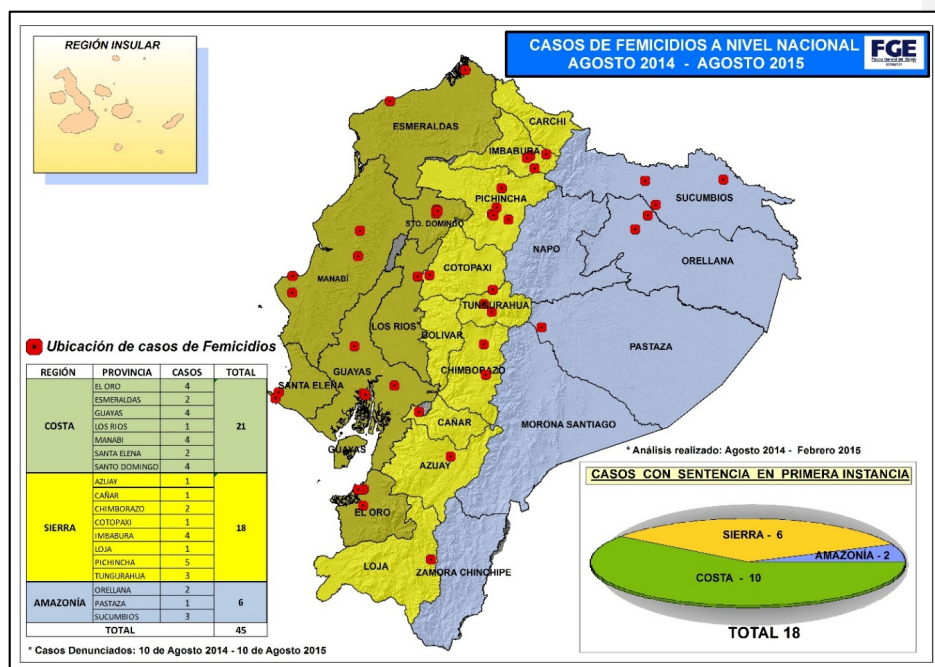 REGIÓN INSULAR
CASOS DE FEMICIDIOS A NIVEL NACIONAL
AGOSTO 2014 - AGOSTO 2015
FGE
ESMERALDAS
CARCHI
IMBABURA
PICHINCHA
SUCUMBIOS
STO. DOMINGO
NAPO
ORELLANA
COTOPAXI
MANABÍ
TUNGURAHUA
LOS RIOS
BOLIVAR
PASTAZA
GUAYAS
CHIMBORAZO
SANTA ELENA
MORONA SANTIAGO
CAÑAR
GUAYAS
AZUAY
EL ORO
LOJA
ZAMORA CHINCHIPE
Ubicación de casos de Femicidios
REGIÓN PROVINCIA CASOS TOTAL
COSTA
EL ORO 4
ESMERALDAS 2
GUAYAS 4
LOS RIOS 1
MANABI 4
SANTA ELENA 2
SANTO DOMINGO 4
21
SIERRA
AZUAY 1
CAÑAR 1
CHIMBORAZO 2
COTOPAXI 1
IMBABURA 4
LOJA 1
PICHINCHA 5
TUNGURAHUA 3
18
AMAZONÍA
ORELLANA 2
PASTAZA 1
SUCUMBIOS 3
6
TOTAL 45
* Casos Denunciados: 10 de Agosto 2014 - 10 de Agosto 2015
* Análisis realizado: Agosto 2014 - Febrero 2015
CASOS CON SENTENCIA EN PRIMERA INSTANCIA
SIERRA - 6
AMAZONÍA - 2
COSTA - 10
TOTAL 18